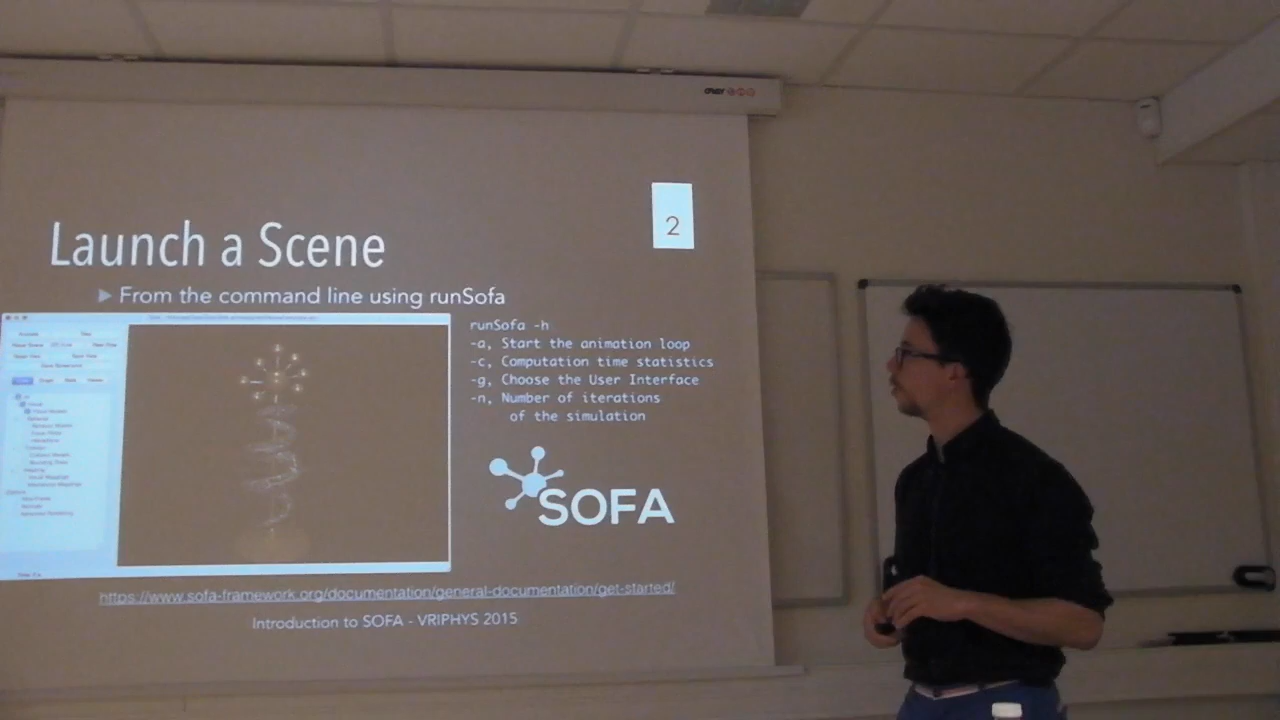 2
Launch a Scene
From the command line using runSofa
runSofa -h
-a, Start the animation loop
-c, Computation time statistics
-g, Choose the User Interface
-n, Number of iterations
of the simulation
SOFA
https://www.sofa-framework.org/documentation/general-documentation/get-started/
Introduction to SOFA - VRIPHYS 2015